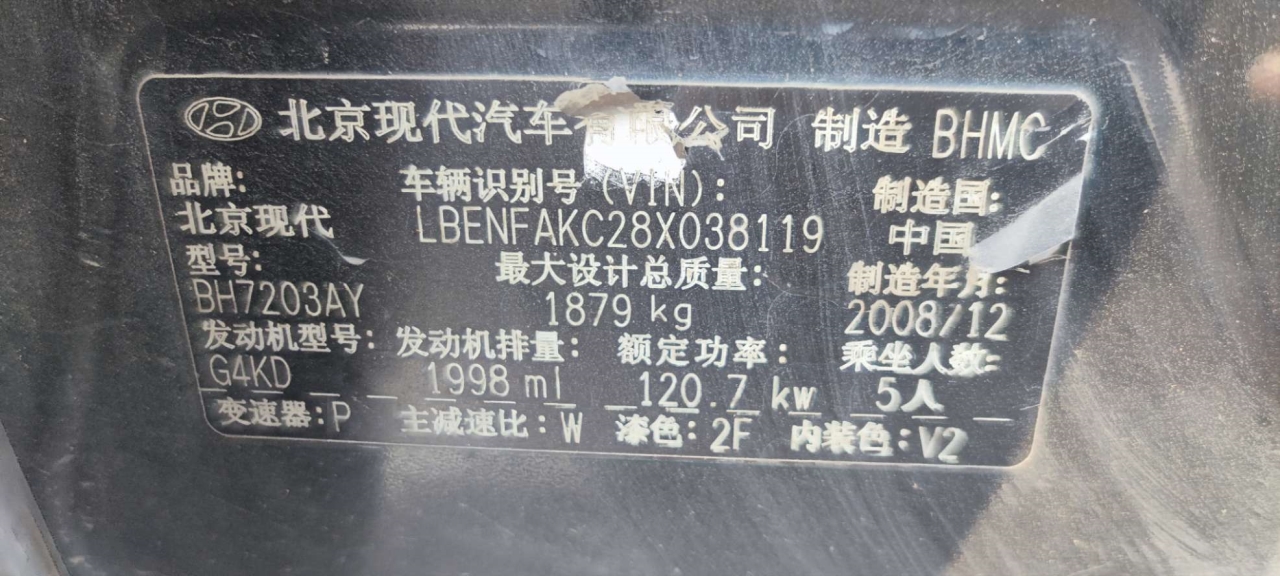 北京现代汽车有限公司 制造 BHMC
品牌: 车辆识别号 (VIN): 制造国:
北京现代 LBENFAKC28X038119 中国
型号: 最大设计总质量: 制造年月:
BH7203AY 1879 kg 2008/12
发动机型号: 发动机排量: 额定功率: 乘坐人数:
G4KD 1998 ml 120.7 kw 5人
变速器:P 主减速比:W 漆色:2F 内装色:V2